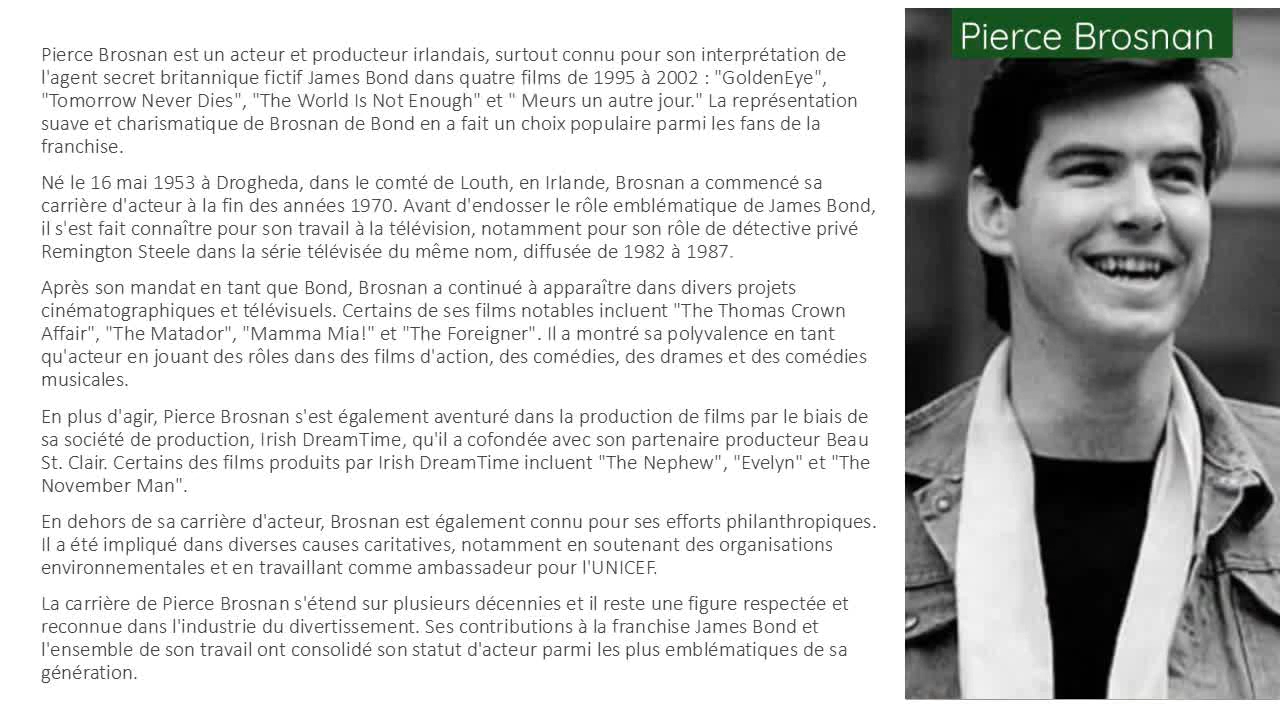 Pierce Brosnan
Pierce Brosnan est un acteur et producteur irlandais, surtout connu pour son interprétation de
l'agent secret britannique fictif James Bond dans quatre films de 1995 à 2002 : "GoldenEye",
"Tomorrow Never Dies", "The World Is Not Enough" et " Meurs un autre jour." La représentation
suave et charismatique de Brosnan de Bond en a fait un choix populaire parmi les fans de la
franchise.
Né le 16 mai 1953 à Drogheda, dans le comté de Louth, en Irlande, Brosnan a commencé sa
carrière d'acteur à la fin des années 1970. Avant d'endosser le rôle emblématique de James Bond,
il s'est fait connaître pour son travail à la télévision, notamment pour son rôle de détective privé
Remington Steele dans la série télévisée du même nom, diffusée de 1982 à 1987.
Après son mandat en tant que Bond, Brosnan a continué à apparaître dans divers projets
cinématographiques et télévisuels. Certains de ses films notables incluent "The Thomas Crown
Affair", "The Matador", "Mamma Mia!" et "The Foreigner". Il a montré sa polyvalence en tant
qu'acteur en jouant des rôles dans des films d'action, des comédies, des drames et des comédies
musicales.
En plus d'agir, Pierce Brosnan s'est également aventuré dans la production de films par le biais de
sa société de production, Irish DreamTime, qu'il a cofondée avec son partenaire producteur Beau
St. Clair. Certains des films produits par Irish DreamTime incluent "The Nephew", "Evelyn" et "The
November Man".
En dehors de sa carrière d'acteur, Brosnan est également connu pour ses efforts philanthropiques.
Il a été impliqué dans diverses causes caritatives, notamment en soutenant des organisations
environnementales et en travaillant comme ambassadeur pour l'UNICEF.
La carrière de Pierce Brosnan s'étend sur plusieurs décennies et il reste une figure respectée et
reconnue dans l'industrie du divertissement. Ses contributions à la franchise James Bond et
l'ensemble de son travail ont consolidé son statut d'acteur parmi les plus emblématiques de sa
génération.